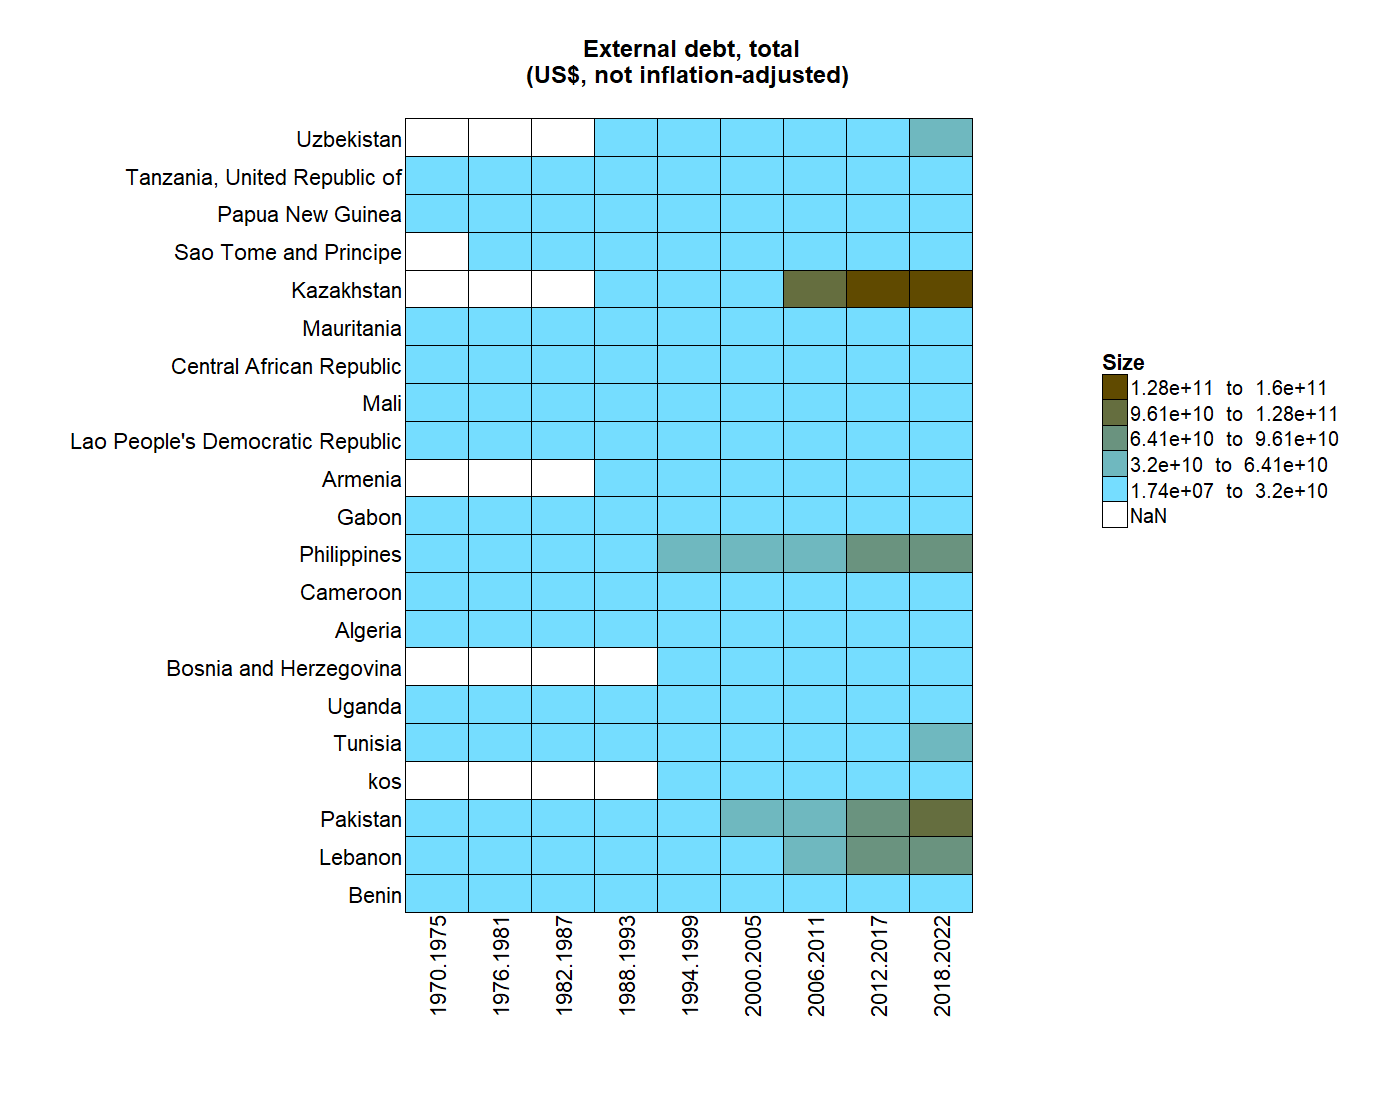 External debt, total
(US$, not inflation-adjusted)
Uzbekistan
Tanzania, United Republic of
Papua New Guinea
Sao Tome and Principe
Kazakhstan
Mauritania
Central African Republic
Mali
Lao People's Democratic Republic
Armenia
Gabon
Philippines
Cameroon
Algeria
Bosnia and Herzegovina
Uganda
Tunisia
kos
Pakistan
Lebanon
Benin
1970.1975
1976.1981
1982.1987
1988.1993
1994.1999
2000.2005
2006.2011
2012.2017
2018.2022
Size
1.28e+11 to 1.6e+11
9.61e+10 to 1.28e+11
6.41e+10 to 9.61e+10
3.2e+10 to 6.41e+10
1.74e+07 to 3.2e+10
NaN